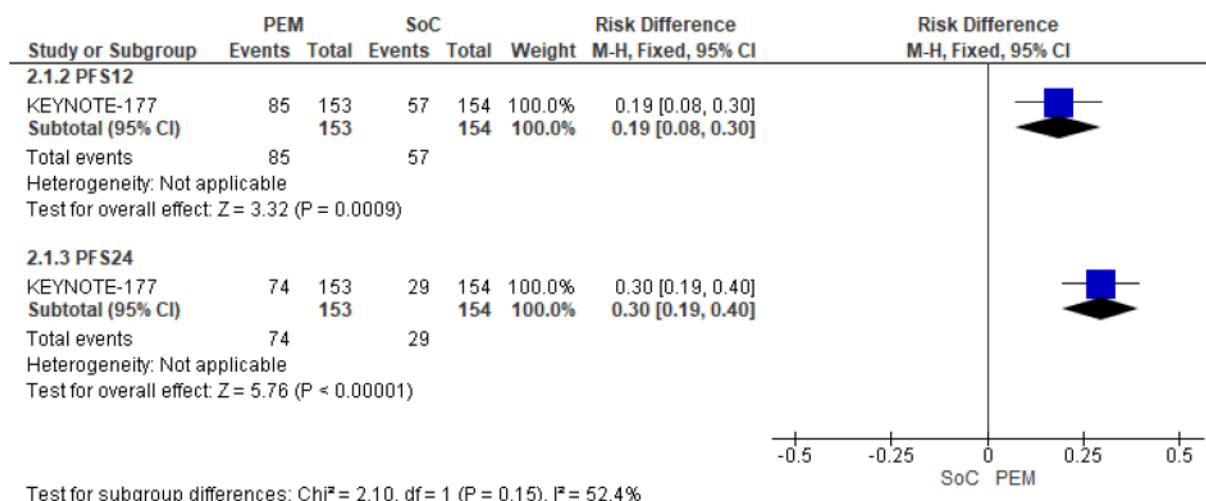 PEM SoC Risk Difference Risk Difference
Study or Subgroup Events Total Events Total Weight M-H, Fixed, 95% CI M-H, Fixed, 95% CI
2.1.2 PFS12
KEYNOTE-177 85 153 57 154 100.0% 0.19 [0.08, 0.30]
Subtotal (95% CI) 153 154 100.0% 0.19 [0.08, 0.30]
Total events 85 57
Heterogeneity: Not applicable
Test for overall effect: Z = 3.32 (P = 0.0009)
2.1.3 PFS24
KEYNOTE-177 74 153 29 154 100.0% 0.30 [0.19, 0.40]
Subtotal (95% CI) 153 154 100.0% 0.30 [0.19, 0.40]
Total events 74 29
Heterogeneity: Not applicable
Test for overall effect: Z = 5.76 (P < 0.00001)
-0.5 -0.25 0 0.25 0.5
SoC PEM
Test for subgroup differences: Chi² = 2.10, df = 1 (P = 0.15), I² = 52.4%